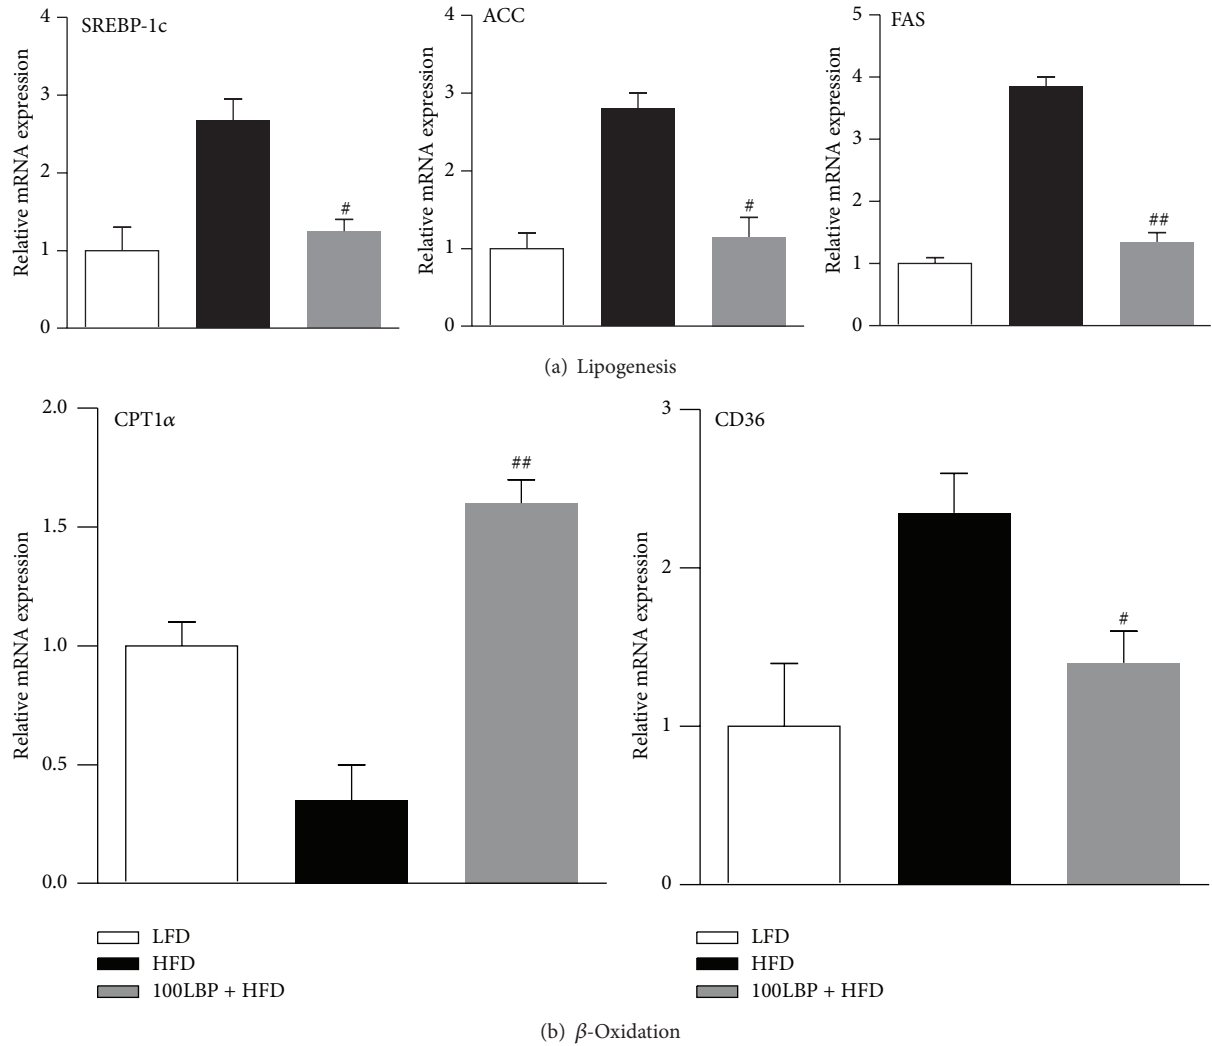 SREBP-1c
Relative mRNA expression
4
3
2
1
0
#
ACC
Relative mRNA expression
4
3
2
1
0
#
FAS
Relative mRNA expression
5
4
3
2
1
0
##
(a) Lipogenesis
CPT1α
Relative mRNA expression
2.0
1.5
1.0
0.5
0.0
##
LFD
HFD
100LBP + HFD
CD36
Relative mRNA expression
3
2
1
0
#
LFD
HFD
100LBP + HFD
(b) β-Oxidation